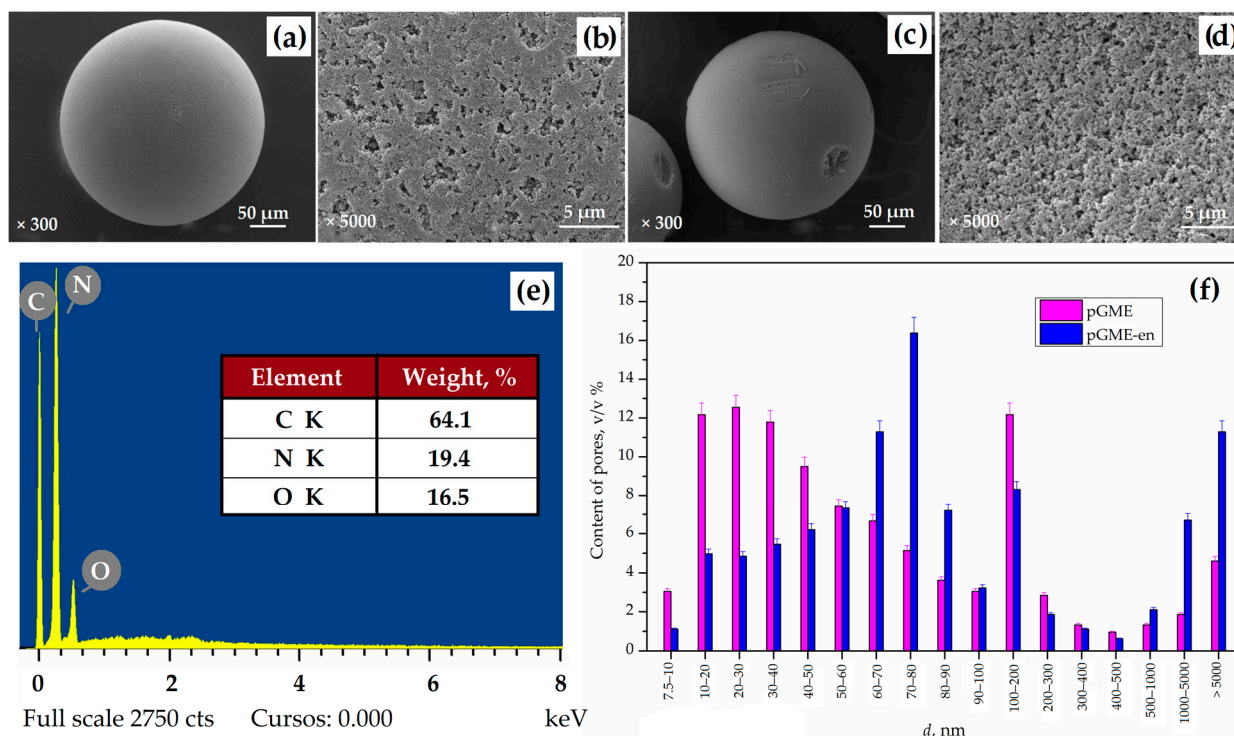 (a)
× 300
50 µm
(b)
× 5000
5 µm
(c)
× 300
50 µm
(d)
× 5000
5 µm
(e)
C
N
O
Element Weight, %
C K 64.1
N K 19.4
O K 16.5
0 2 4 6 8
Full scale 2750 cts Cursos: 0.000 keV
(f)
pGME
pGME-en
Content of pores, v/v %
20
18
16
14
12
10
8
6
4
2
0
7.5–10
10–20
20–30
30–40
40–50
50–60
60–70
70–80
80–90
90–100
100–200
200–300
300–400
400–500
500–1000
1000–5000
> 5000
d, nm